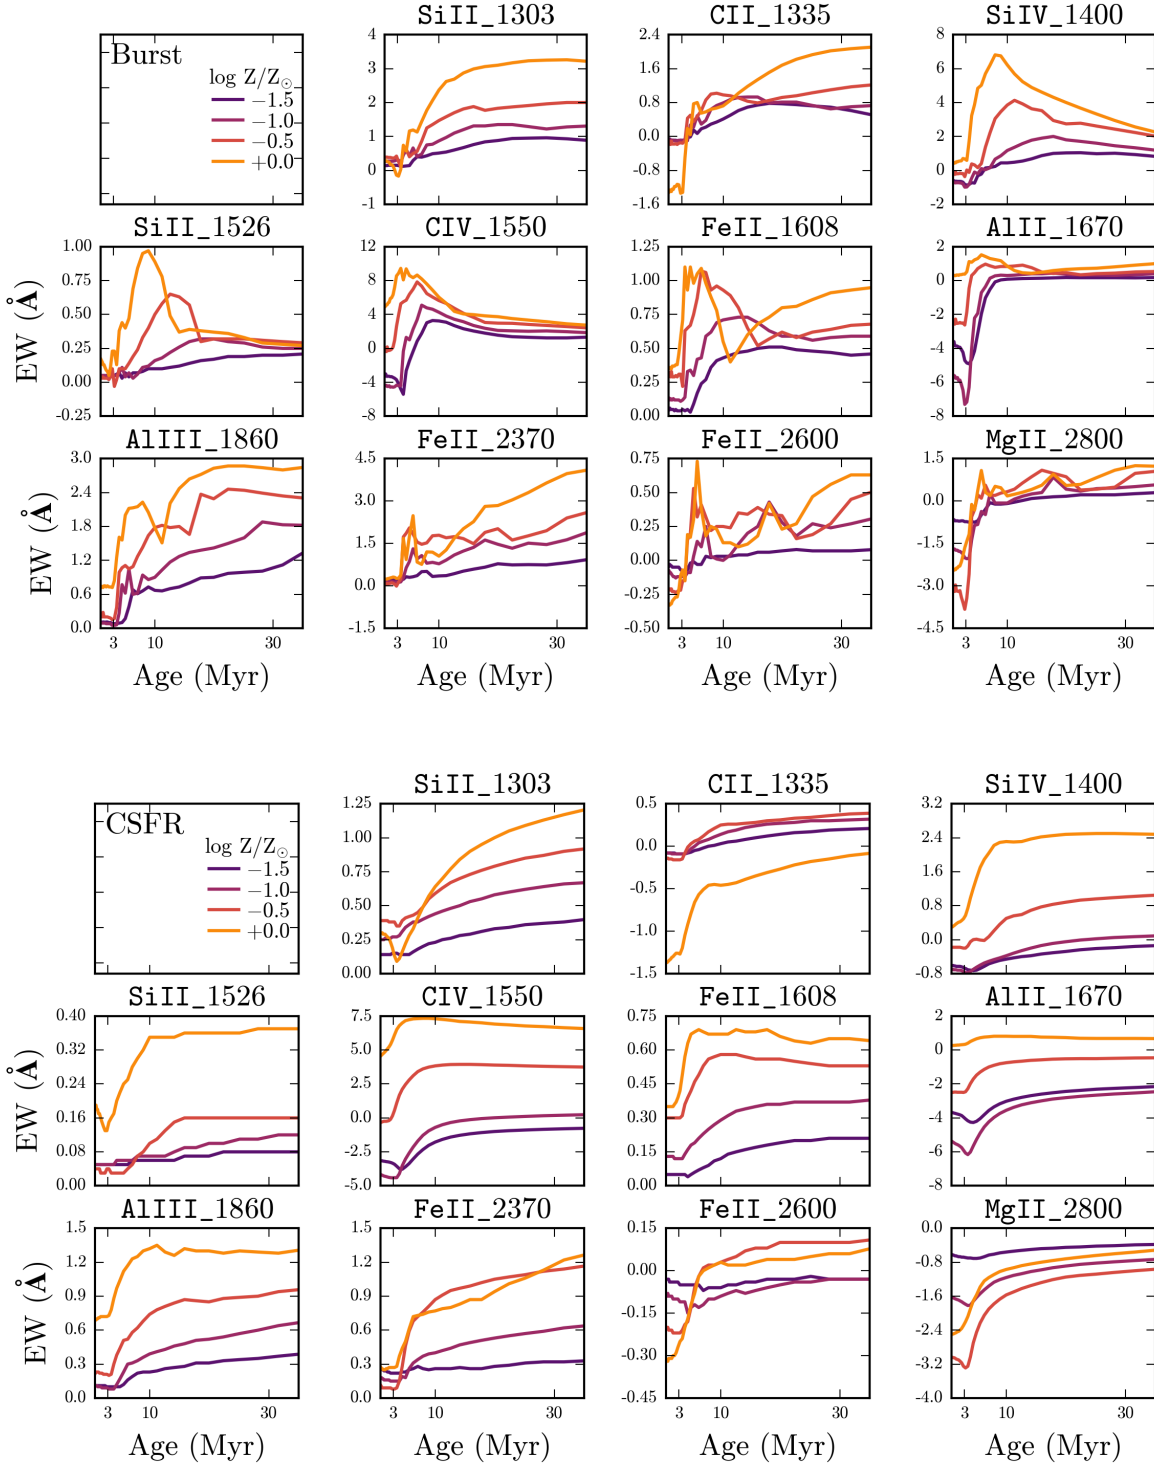 SiII_1303 CII_1335 SiIV_1400
Burst
log Z/Z⊙
−1.5
−1.0
−0.5
+0.0
4 3 2 1 0 -1
2.4 1.6 0.8 0.0 -0.8 -1.6
8 6 4 2 0 -2
SiII_1526 CIV_1550 FeII_1608 AlII_1670
EW (Å)
1.00 0.75 0.50 0.25 0.00 -0.25
12 8 4 0 -4 -8
1.25 1.00 0.75 0.50 0.25 0.00
2 0 -2 -4 -6 -8
AlIII_1860 FeII_2370 FeII_2600 MgII_2800
EW (Å)
3.0 2.4 1.8 1.2 0.6 0.0
4.5 3.0 1.5 0.0 -1.5
0.75 0.50 0.25 0.00 -0.25 -0.50
1.5 0.0 -1.5 -3.0 -4.5
3 10 30 3 10 30 3 10 30 3 10 30
Age (Myr) Age (Myr) Age (Myr) Age (Myr)
SiII_1303 CII_1335 SiIV_1400
CSFR
log Z/Z⊙
−1.5
−1.0
−0.5
+0.0
1.25 1.00 0.75 0.50 0.25 0.00
0.5 0.0 -0.5 -1.0 -1.5
3.2 2.4 1.6 0.8 0.0 -0.8
SiII_1526 CIV_1550 FeII_1608 AlII_1670
EW (Å)
0.40 0.32 0.24 0.16 0.08 0.00
7.5 5.0 2.5 0.0 -2.5 -5.0
0.75 0.60 0.45 0.30 0.15 0.00
2 0 -2 -4 -6 -8
AlIII_1860 FeII_2370 FeII_2600 MgII_2800
EW (Å)
1.5 1.2 0.9 0.6 0.3 0.0
1.5 1.2 0.9 0.6 0.3 0.0
0.15 0.00 -0.15 -0.30 -0.45
0.0 -0.8 -1.6 -2.4 -3.2 -4.0
3 10 30 3 10 30 3 10 30 3 10 30
Age (Myr) Age (Myr) Age (Myr) Age (Myr)